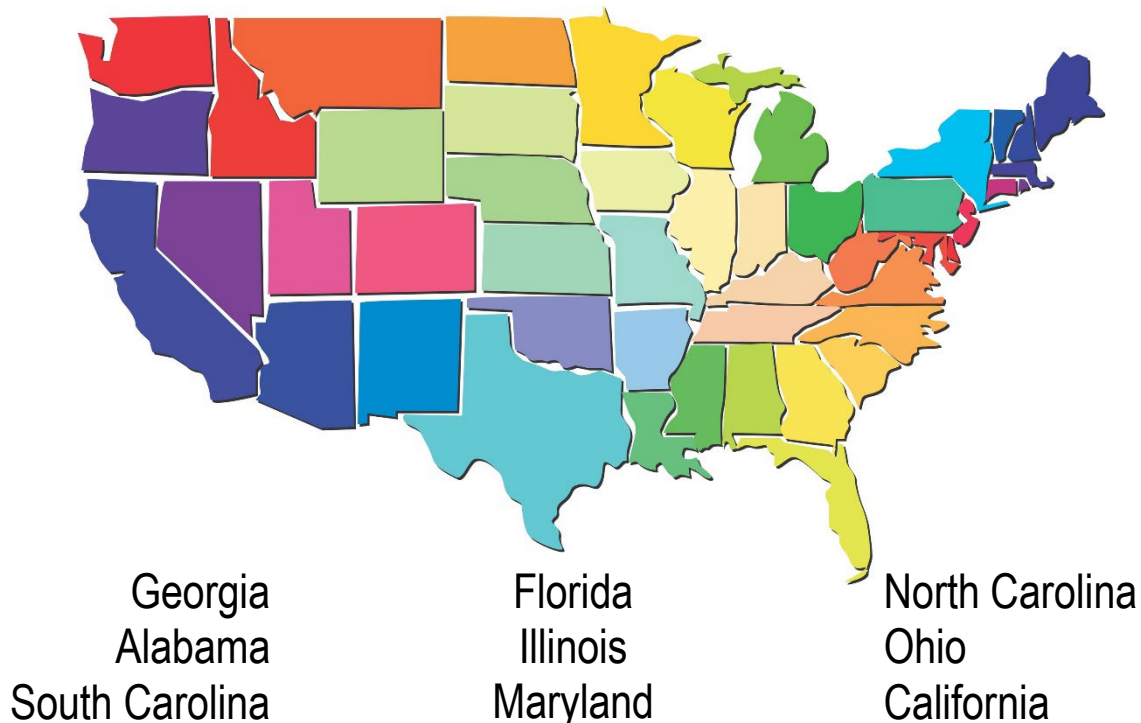 Georgia
Alabama
South Carolina
Florida
Illinois
Maryland
North Carolina
Ohio
California